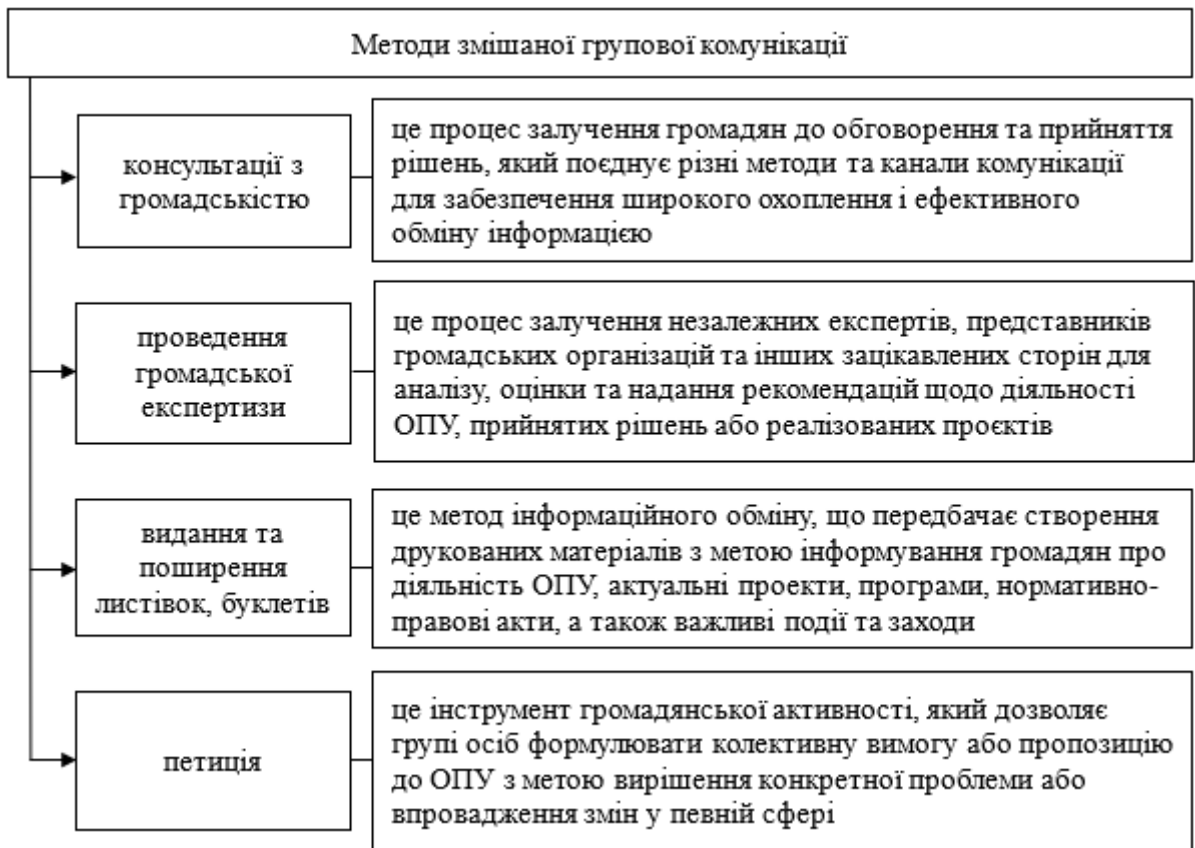 Методи змішаної групової комунікації
консультації з
громадськістю
це процес залучення громадян до обговорення та прийняття
рішень, який поєднує різні методи та канали комунікації
для забезпечення широкого охоплення і ефективного
обміну інформацією
проведення
громадської
експертизи
це процес залучення незалежних експертів, представників
громадських організацій та інших зацікавлених сторін для
аналізу, оцінки та надання рекомендацій щодо діяльності
ОПУ, прийнятих рішень або реалізованих проєктів
видання та
поширення
листівок, буклетів
це метод інформаційного обміну, що передбачає створення
друкованих матеріалів з метою інформування громадян про
діяльність ОПУ, актуальні проекти, програми, нормативно-
правові акти, а також важливі події та заходи
петиція
це інструмент громадянської активності, який дозволяє
групі осіб формулювати колективну вимогу або пропозицію
до ОПУ з метою вирішення конкретної проблеми або
впровадження змін у певній сфері